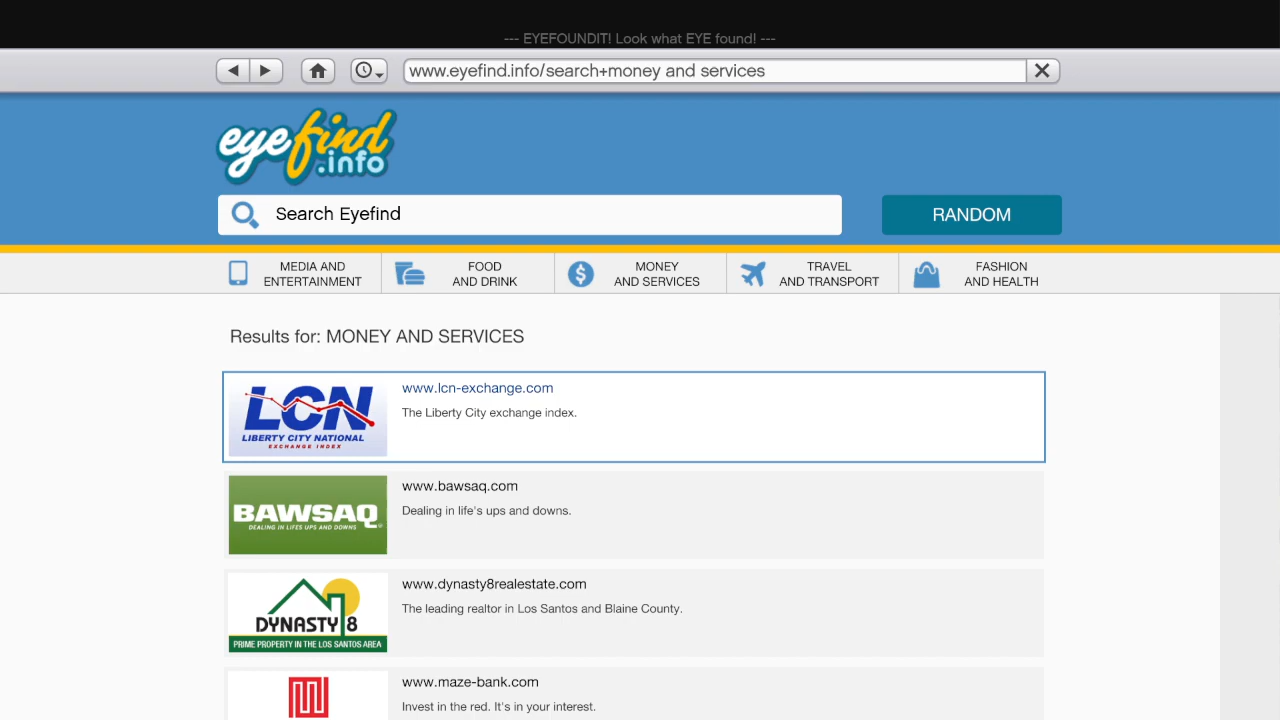 --- EYEFOUNDIT! Look what EYE found! ---
www.eyefind.info/search+money and services
eyefind
.info
Search Eyefind
RANDOM
MEDIA AND
ENTERTAINMENT
FOOD
AND DRINK
MONEY
AND SERVICES
TRAVEL
AND TRANSPORT
FASHION
AND HEALTH
Results for: MONEY AND SERVICES
LCN
LIBERTY CITY NATIONAL
EXCHANGE INDEX
www.lcn-exchange.com
The Liberty City exchange index.
BAWSAQ
DEALING IN LIFES UPS AND DOWNS
www.bawsaq.com
Dealing in life's ups and downs.
DYNASTY 8
PRIME PROPERTY IN THE LOS SANTOS AREA
www.dynasty8realestate.com
The leading realtor in Los Santos and Blaine County.
www.maze-bank.com
Invest in the red. It's in your interest.